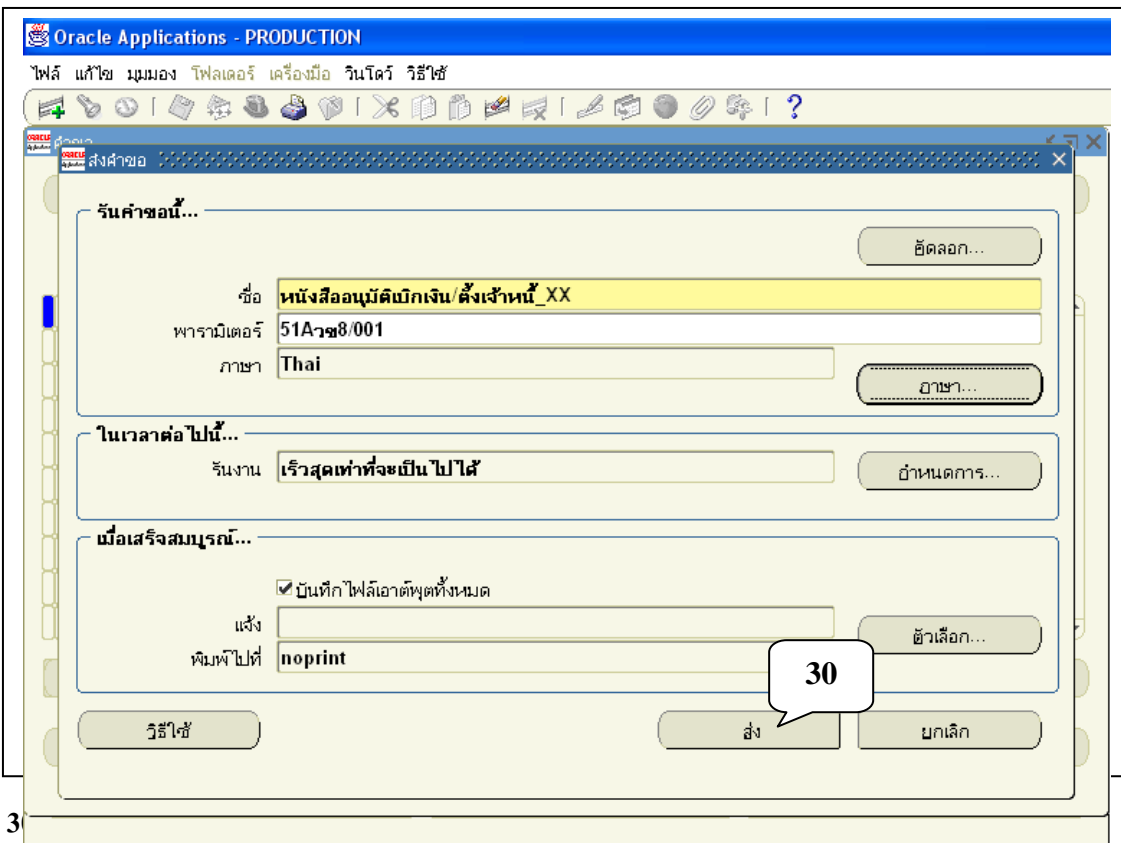 Oracle Applications - PRODUCTION
ไฟล์ แก้ไข มุมมอง โฟลเดอร์ เครื่องมือ วินโดว์ วิธีใช้
ส่งคำขอ
รันคำขอนี้...
คัดลอก...
ชื่อ หนังสืออนุมัติเบิกเงิน/ตั้งเจ้าหนี้_XX
พารามิเตอร์ 51Aวช8/001
ภาษา Thai
ภาษา...
ในเวลาต่อไปนี้...
รันงาน เร็วสุดเท่าที่จะเป็นไปได้
กำหนดการ...
เมื่อเสร็จสมบูรณ์...
บันทึกไฟล์เอาต์พุตทั้งหมด
แจ้ง
ตัวเลือก...
พิมพ์ไปที่ noprint
30
วิธีใช้ ส่ง ยกเลิก